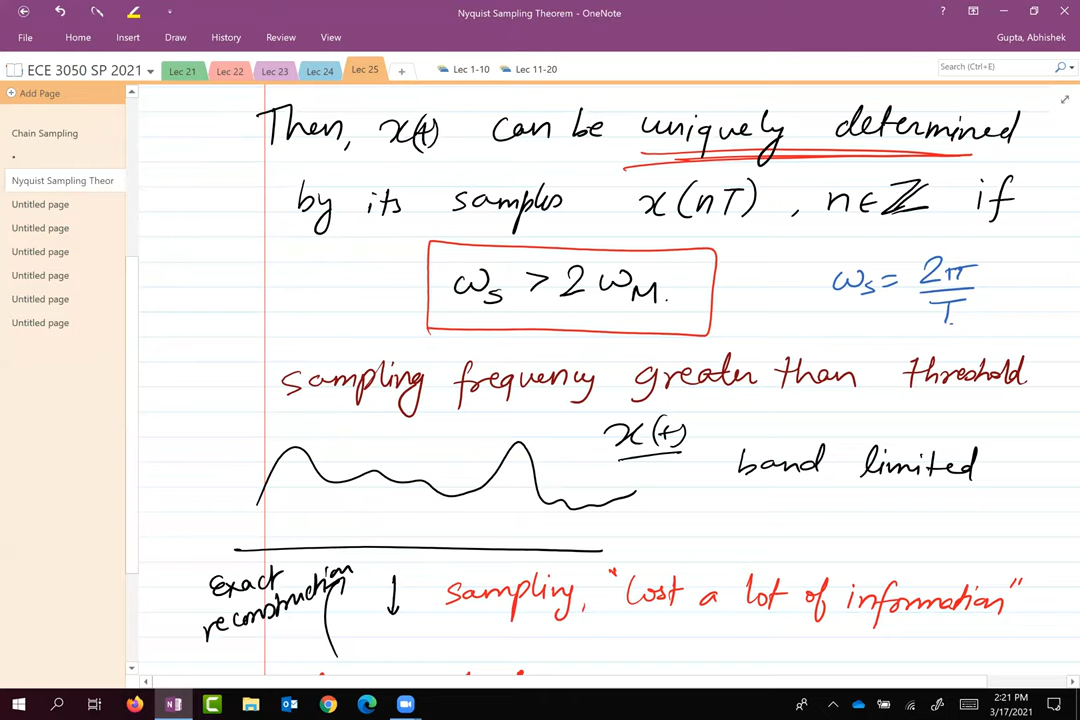 Nyquist Sampling Theorem - OneNote
File Home Insert Draw History Review View
Gupta, Abhishek
ECE 3050 SP 2021
Lec 21 Lec 22 Lec 23 Lec 24 Lec 25 Lec 1-10 Lec 11-20
Search (Ctrl+E)
Add Page
Chain Sampling
Nyquist Sampling Theor
Untitled page
Untitled page
Untitled page
Untitled page
Untitled page
Untitled page
Then, x(t) can be uniquely determined
by its samples x(nT), n∈ℤ if
ω_s > 2ω_M.
ω_s = 2π/T.
sampling frequency greater than threshold
x(t)
band limited
exact
reconstruction
↓ sampling, "lost a lot of information"
2:21 PM
3/17/2021